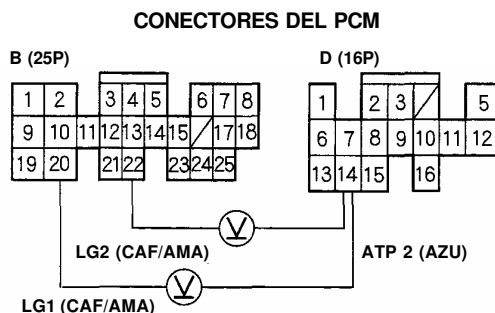 CONECTORES DEL PCM
B (25P)
D (16P)
1 2 3 4 5 6 7 8
9 10 11 12 13 14 15 17 18
19 20 21 22 23 24 25
1 2 3 5
6 7 8 9 10 11 12
13 14 15 16
V
LG2 (CAF/AMA)
ATP 2 (AZU)
V
LG1 (CAF/AMA)